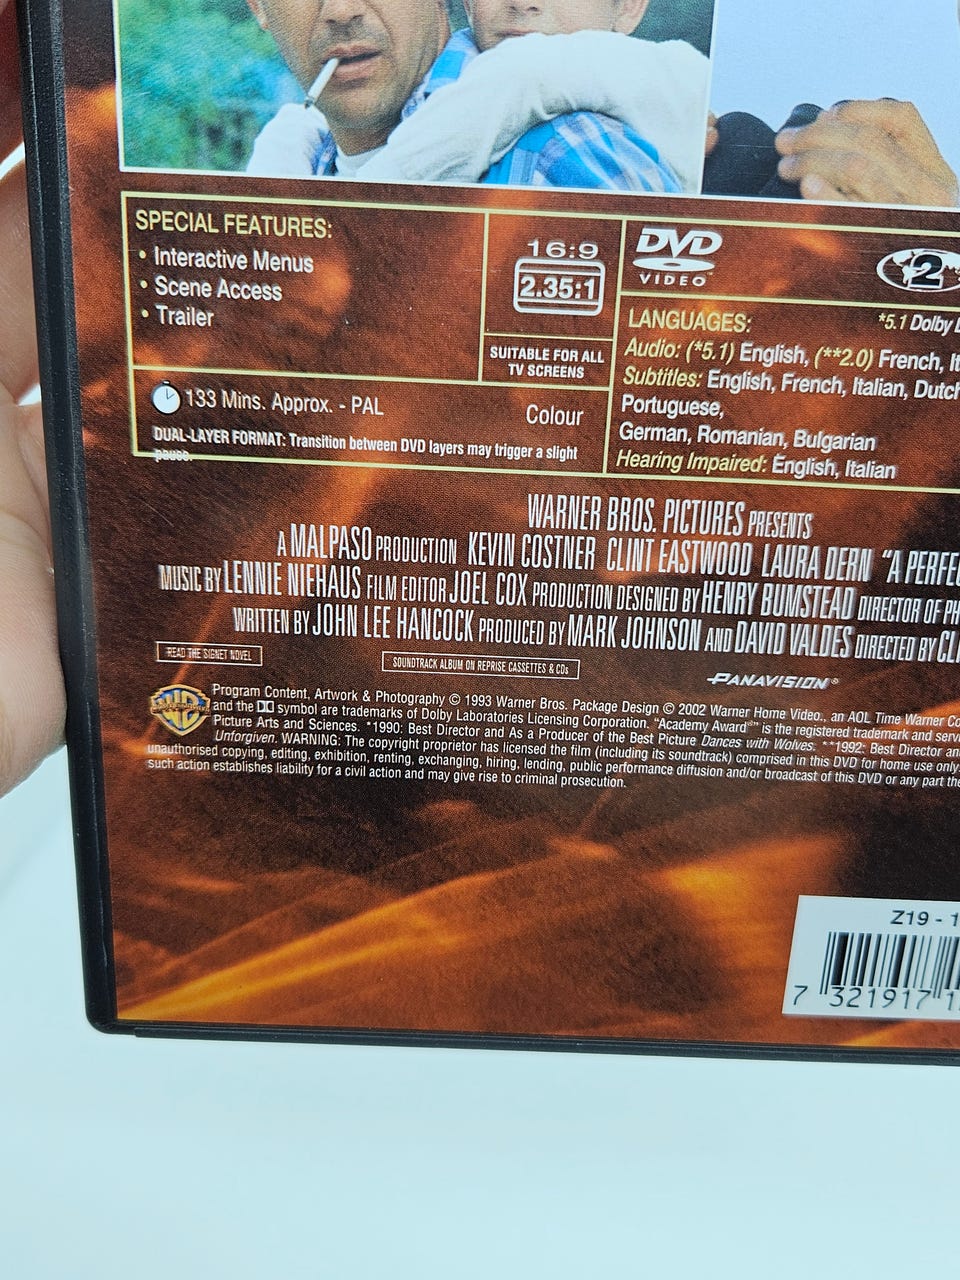 SPECIAL FEATURES:
• Interactive Menus
• Scene Access
• Trailer
16:9
2.35:1
SUITABLE FOR ALL
TV SCREENS
133 Mins. Approx. - PAL
Colour
DUAL-LAYER FORMAT: Transition between DVD layers may trigger a slight
pause.
DVD
VIDEO
2
LANGUAGES:
*5.1 Dolby
Audio: (*5.1) English, (**2.0) French,
Subtitles: English, French, Italian, Dutch
Portuguese,
German, Romanian, Bulgarian
Hearing Impaired: English, Italian
WARNER BROS. PICTURES PRESENTS
A MALPASO PRODUCTION KEVIN COSTNER CLINT EASTWOOD LAURA DERN "A PERFEC
MUSIC BY LENNIE NIEHAUS FILM EDITOR JOEL COX PRODUCTION DESIGNED BY HENRY BUMSTEAD DIRECTOR OF PH
WRITTEN BY JOHN LEE HANCOCK PRODUCED BY MARK JOHNSON AND DAVID VALDES DIRECTED BY CL
READ THE SIGNET NOVEL
SOUNDTRACK ALBUM ON REPRISE CASSETTES & CDs
PANAVISION®
Program Content, Artwork & Photography © 1993 Warner Bros. Package Design © 2002 Warner Home Video., an AOL Time Warner Co
and the DD symbol are trademarks of Dolby Laboratories Licensing Corporation. "Academy Award®" is the registered trademark and servi
Picture Arts and Sciences. *1990: Best Director and As a Producer of the Best Picture Dances with Wolves. **1992: Best Director an
Unforgiven. WARNING: The copyright proprietor has licensed the film (including its soundtrack) comprised in this DVD for home use only.
unauthorised copying, editing, exhibition, renting, exchanging, hiring, lending, public performance diffusion and/or broadcast of this DVD or any part the
such action establishes liability for a civil action and may give rise to criminal prosecution.
Z19 - 1
7 321917 1